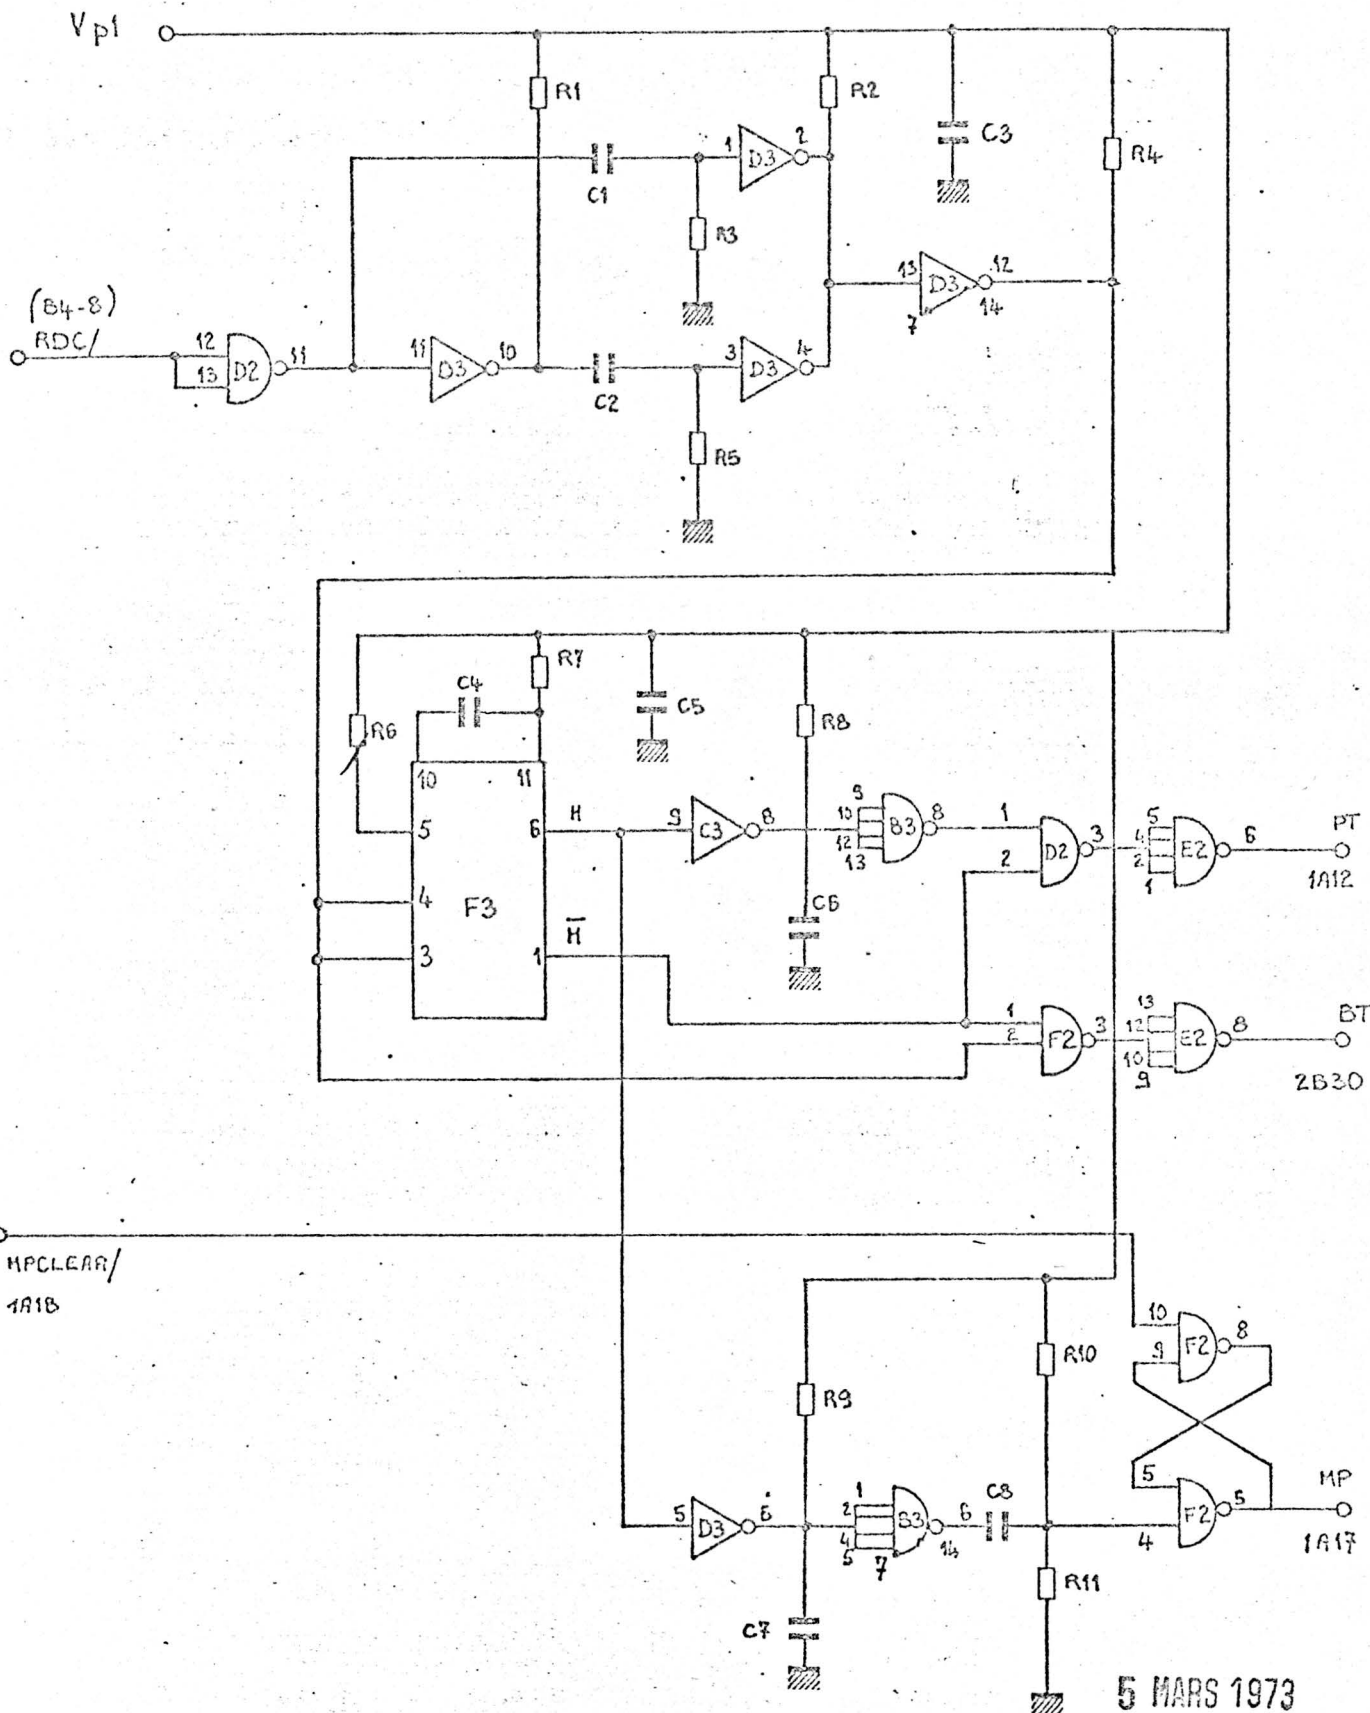 Vp1
R1
R2
C3
R4
1
D3
2
C1
R3
13
D3
12
14
7
(B4-8)
RDC/
12
13
D2
11
11
D3
10
C2
3
D3
4
R5
R7
C4
R6
C5
R8
10
11
5
6
H
9
C3
8
9
10
12
13
B3
8
1
2
D2
3
5
4
2
1
E2
6
PT
1A12
4
F3
C6
H
3
1
1
2
F2
3
13
12
10
9
E2
8
BT
2B30
MPCLEAR/
1A18
10
9
F2
8
R10
R9
5
D3
6
1
2
4
5
B3
7
6
14
C8
5
4
F2
6
MP
1A17
R11
C7
5 MARS 1973